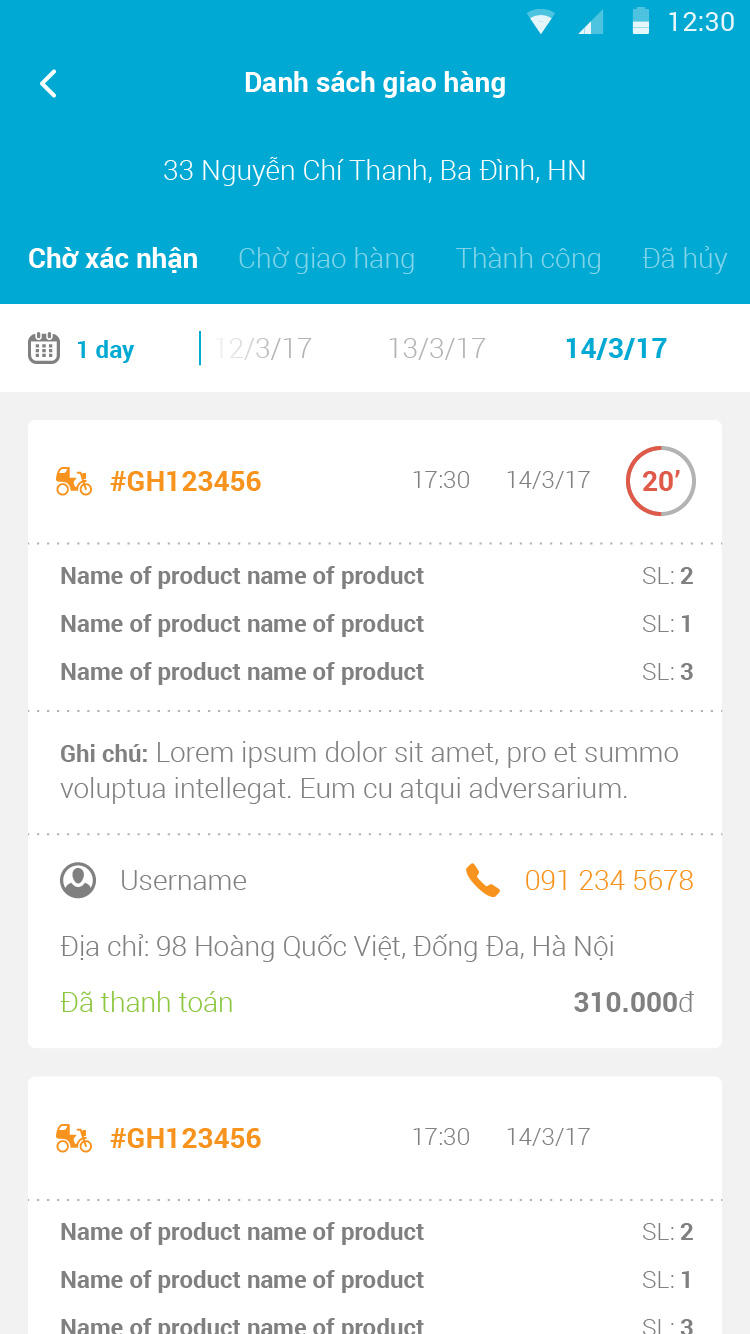 12:30
Danh sách giao hàng
33 Nguyễn Chí Thanh, Ba Đình, HN
Chờ xác nhận Chờ giao hàng Thành công Đã hủy
1 day 12/3/17 13/3/17 14/3/17
#GH123456 17:30 14/3/17 20’
Name of product name of product SL: 2
Name of product name of product SL: 1
Name of product name of product SL: 3
Ghi chú: Lorem ipsum dolor sit amet, pro et summo
voluptua intellegat. Eum cu atqui adversarium.
Username 091 234 5678
Địa chỉ: 98 Hoàng Quốc Việt, Đống Đa, Hà Nội
Đã thanh toán 310.000đ
#GH123456 17:30 14/3/17
Name of product name of product SL: 2
Name of product name of product SL: 1
Name of product name of product SL: 3